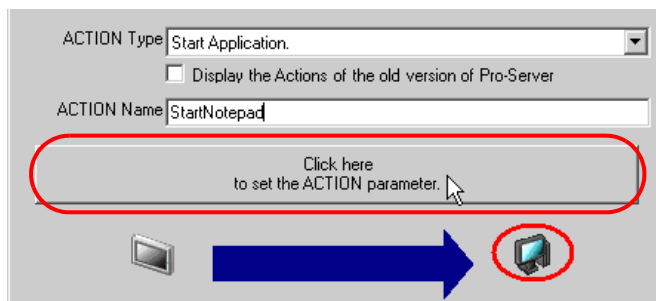 ACTION Type Start Application.
Display the Actions of the old version of Pro-Server
ACTION Name StartNotepad
Click here
to set the ACTION parameter.